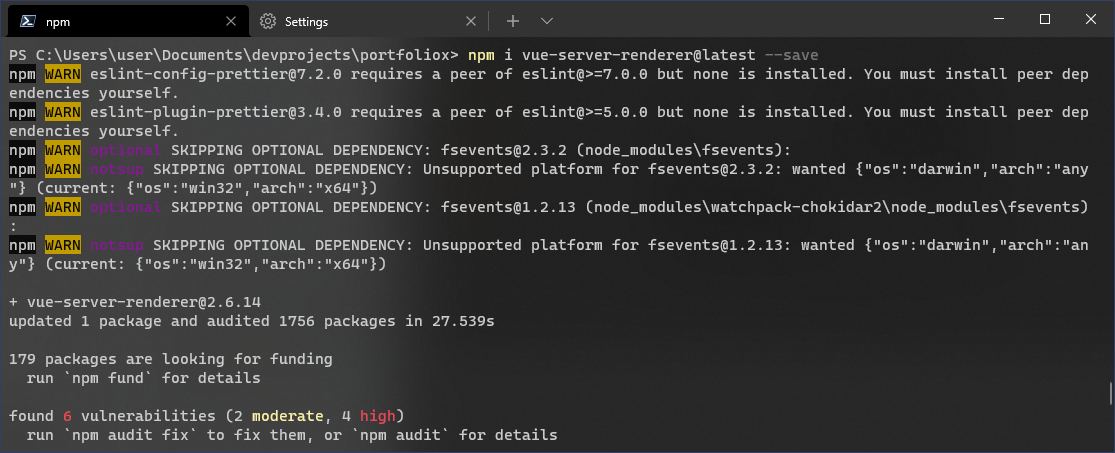 npm
Settings
PS C:\Users\user\Documents\devprojects\portfoliox> npm i vue-server-renderer@latest --save
npm WARN eslint-config-prettier@7.2.0 requires a peer of eslint@>=7.0.0 but none is installed. You must install peer dep
endencies yourself.
npm WARN eslint-plugin-prettier@3.4.0 requires a peer of eslint@>=5.0.0 but none is installed. You must install peer dep
endencies yourself.
npm WARN optional SKIPPING OPTIONAL DEPENDENCY: fsevents@2.3.2 (node_modules\fsevents):
npm WARN notsup SKIPPING OPTIONAL DEPENDENCY: Unsupported platform for fsevents@2.3.2: wanted {"os":"darwin","arch":"any
"} (current: {"os":"win32","arch":"x64"})
npm WARN optional SKIPPING OPTIONAL DEPENDENCY: fsevents@1.2.13 (node_modules\watchpack-chokidar2\node_modules\fsevents)
:
npm WARN notsup SKIPPING OPTIONAL DEPENDENCY: Unsupported platform for fsevents@1.2.13: wanted {"os":"darwin","arch":"an
y"} (current: {"os":"win32","arch":"x64"})
+ vue-server-renderer@2.6.14
updated 1 package and audited 1756 packages in 27.539s
179 packages are looking for funding
  run `npm fund` for details
found 6 vulnerabilities (2 moderate, 4 high)
  run `npm audit fix` to fix them, or `npm audit` for details